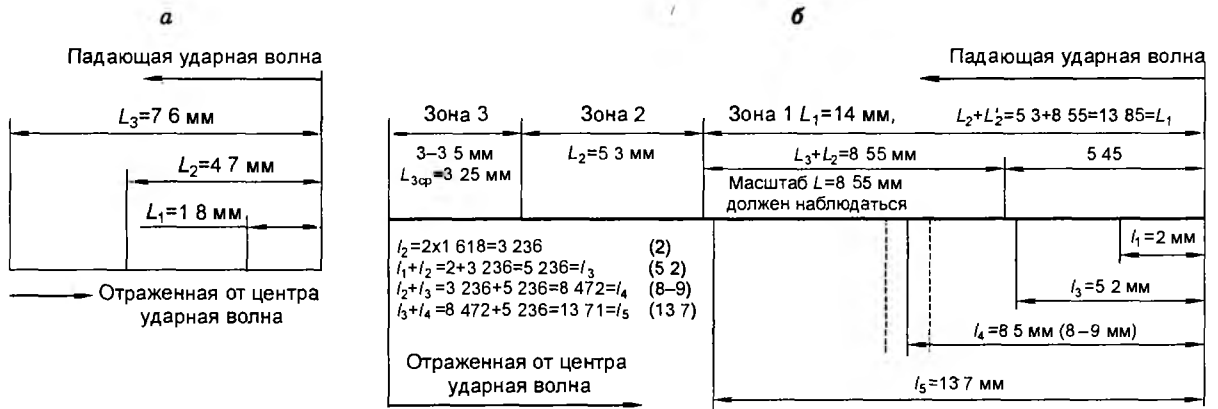 а
Падающая ударная волна
L₃=7 6 мм
L₂=4 7 мм
L₁=1 8 мм
Отраженная от центра
ударная волна
б
Падающая ударная волна
Зона 3
Зона 2
Зона 1 L₁=14 мм,
L₂+L₂'=5 3+8 55=13 85=L₁
3–3 5 мм
L₃ср=3 25 мм
L₂=5 3 мм
L₃+L₂=8 55 мм
5 45
Масштаб L=8 55 мм
должен наблюдаться
l₂=2x1 618=3 236 (2)
l₁+l₂=2+3 236=5 236=l₃ (5 2)
l₂+l₃=3 236+5 236=8 472=l₄ (8–9)
l₃+l₄=8 472+5 236=13 71=l₅ (13 7)
l₁=2 мм
l₃=5 2 мм
l₄=8 5 мм (8–9 мм)
l₅=13 7 мм
Отраженная от центра
ударная волна